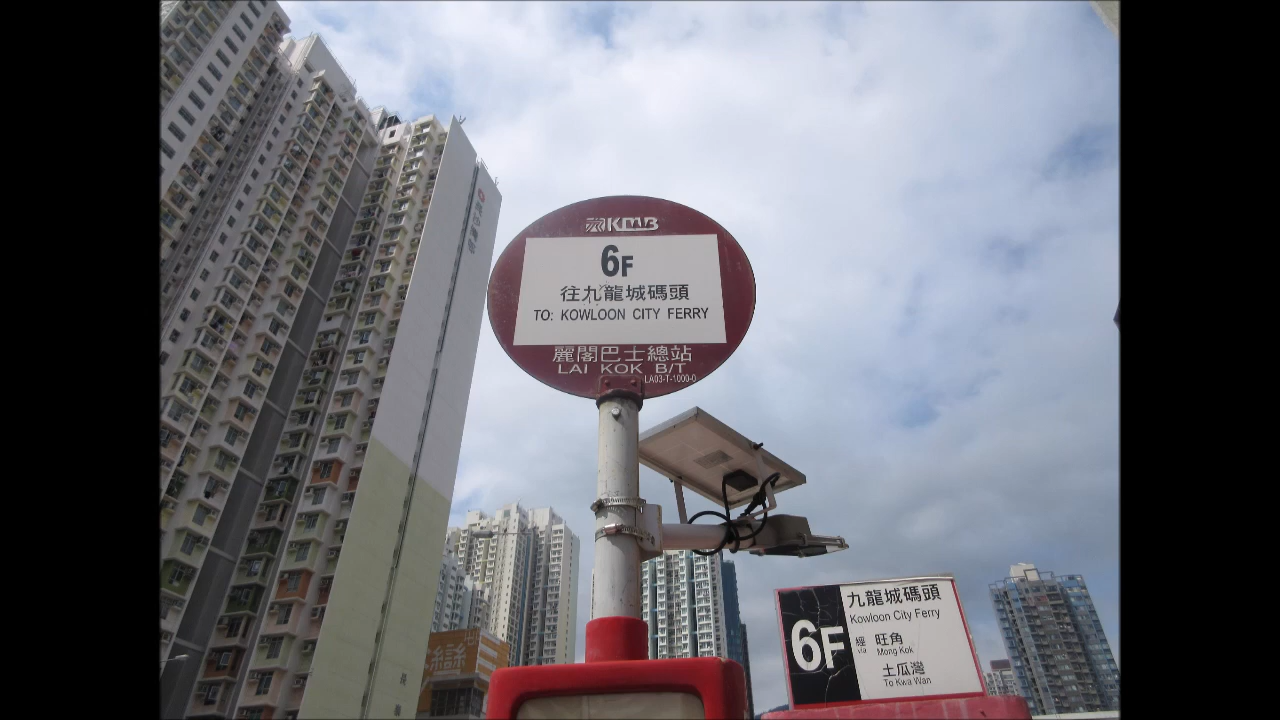 KMB
6F
往九龍城碼頭
TO: KOWLOON CITY FERRY
麗閣巴士總站
LAI KOK B/T
LA03-T-1000-0
6F
九龍城碼頭
Kowloon City Ferry
經 旺角
via Mong Kok
土瓜灣
To Kwa Wan